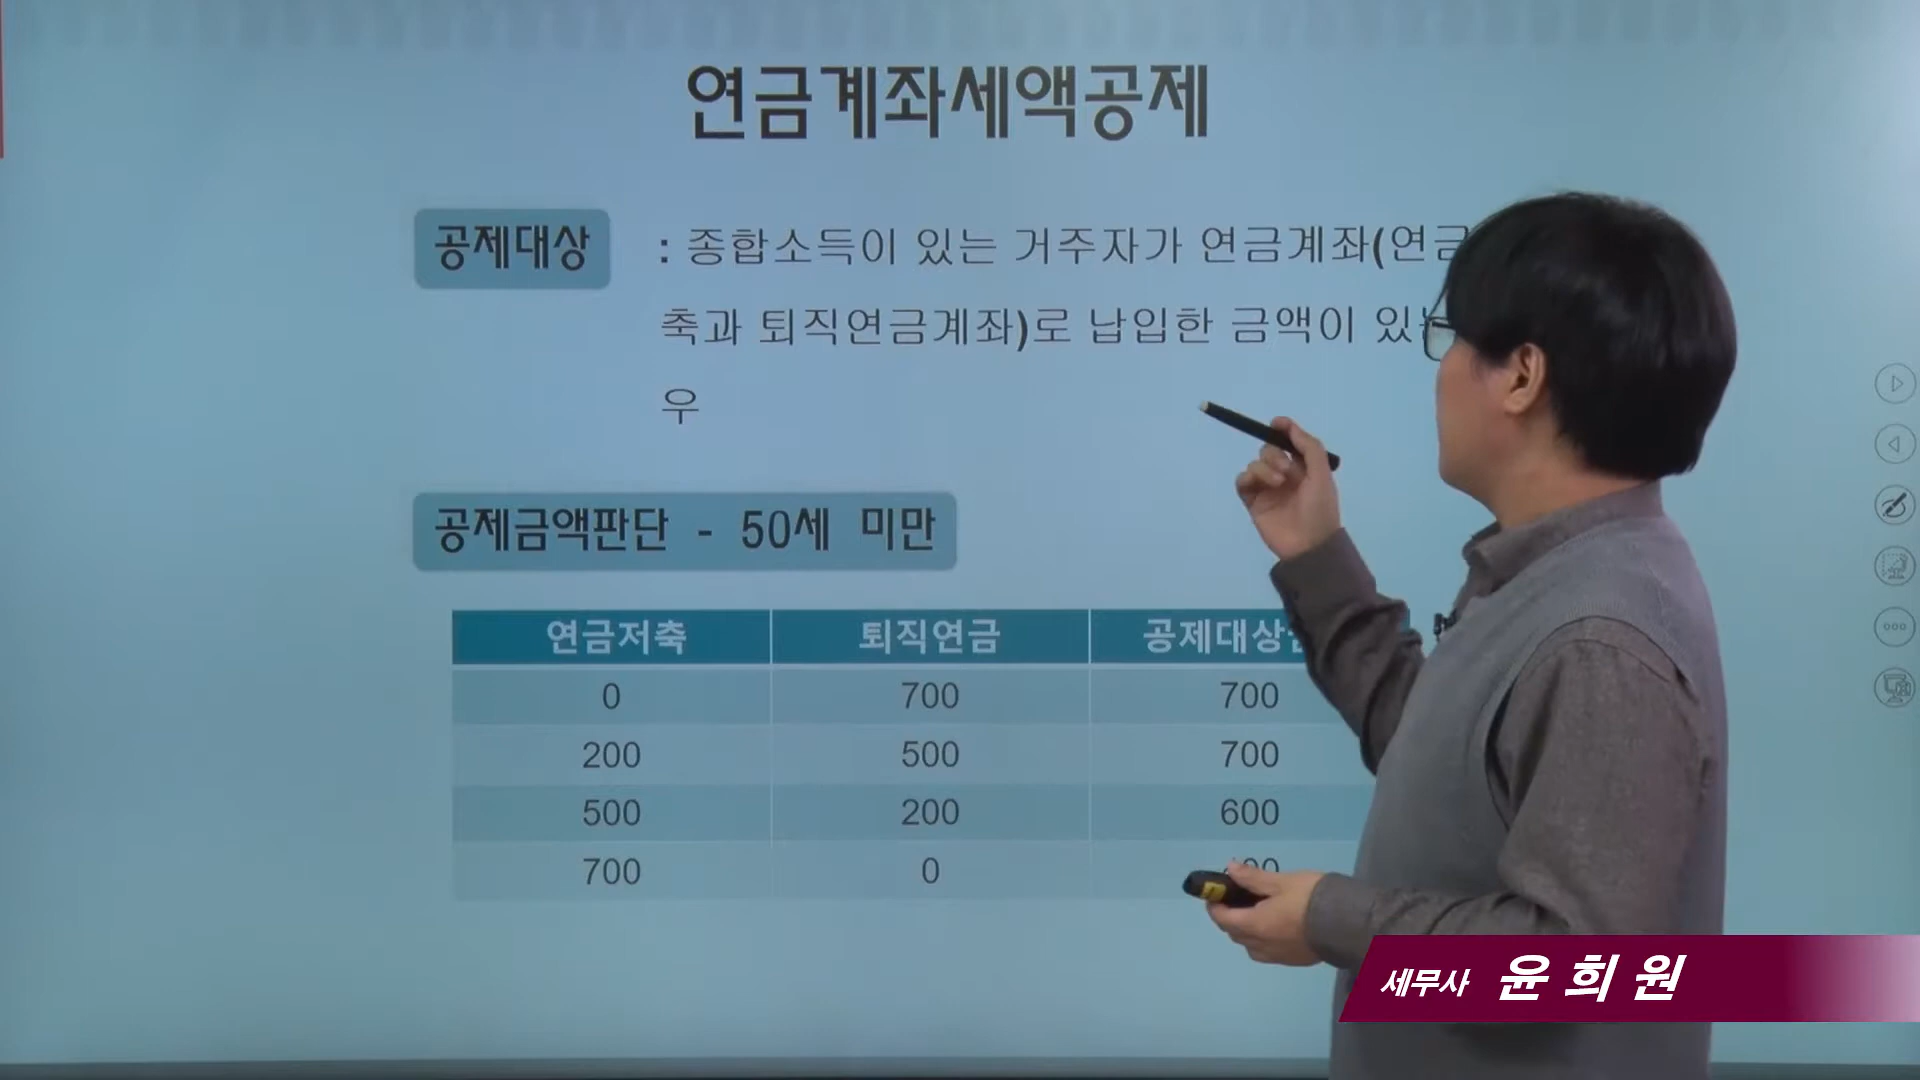 연금계좌세액공제
공제대상 : 종합소득이 있는 거주자가 연금계좌(연금
축과 퇴직연금계좌)로 납입한 금액이 있는
우
공제금액판단 - 50세 미만
연금저축 퇴직연금 공제대상
0 700 700
200 500 700
500 200 600
700 0
세무사 윤희원